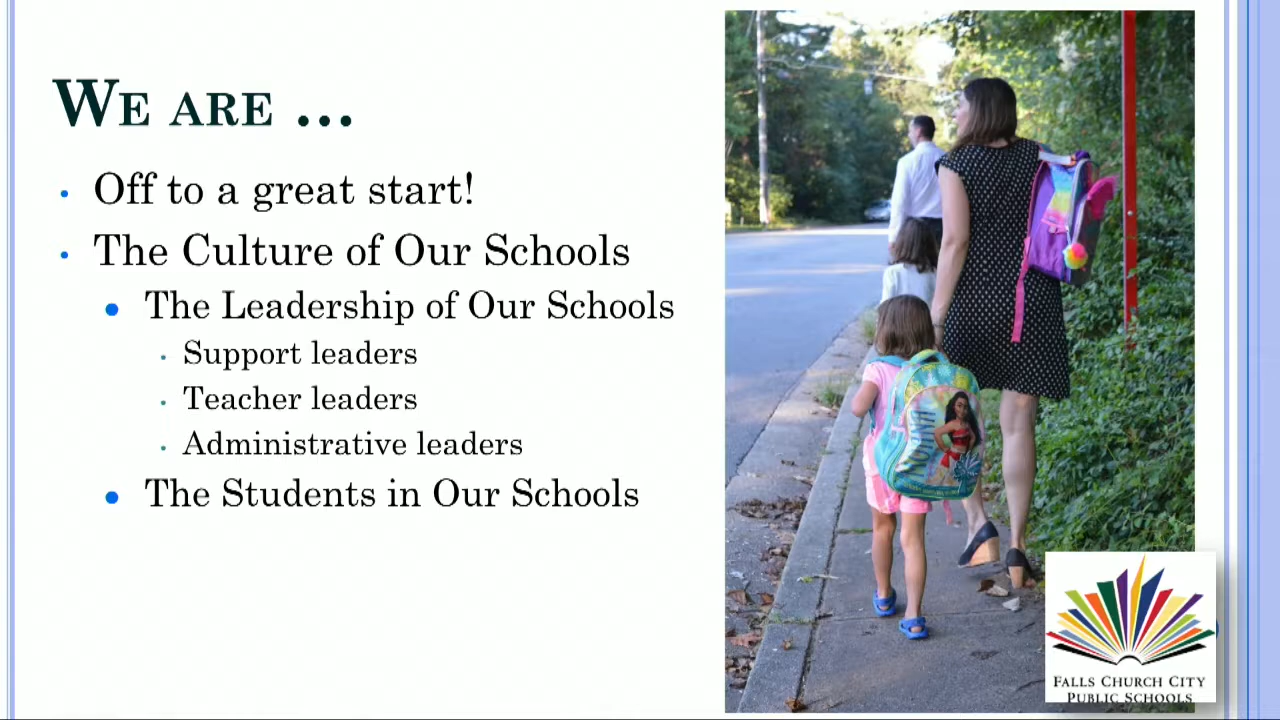 WE ARE ...
• Off to a great start!
• The Culture of Our Schools
• The Leadership of Our Schools
• Support leaders
• Teacher leaders
• Administrative leaders
• The Students in Our Schools
FALLS CHURCH CITY
PUBLIC SCHOOLS